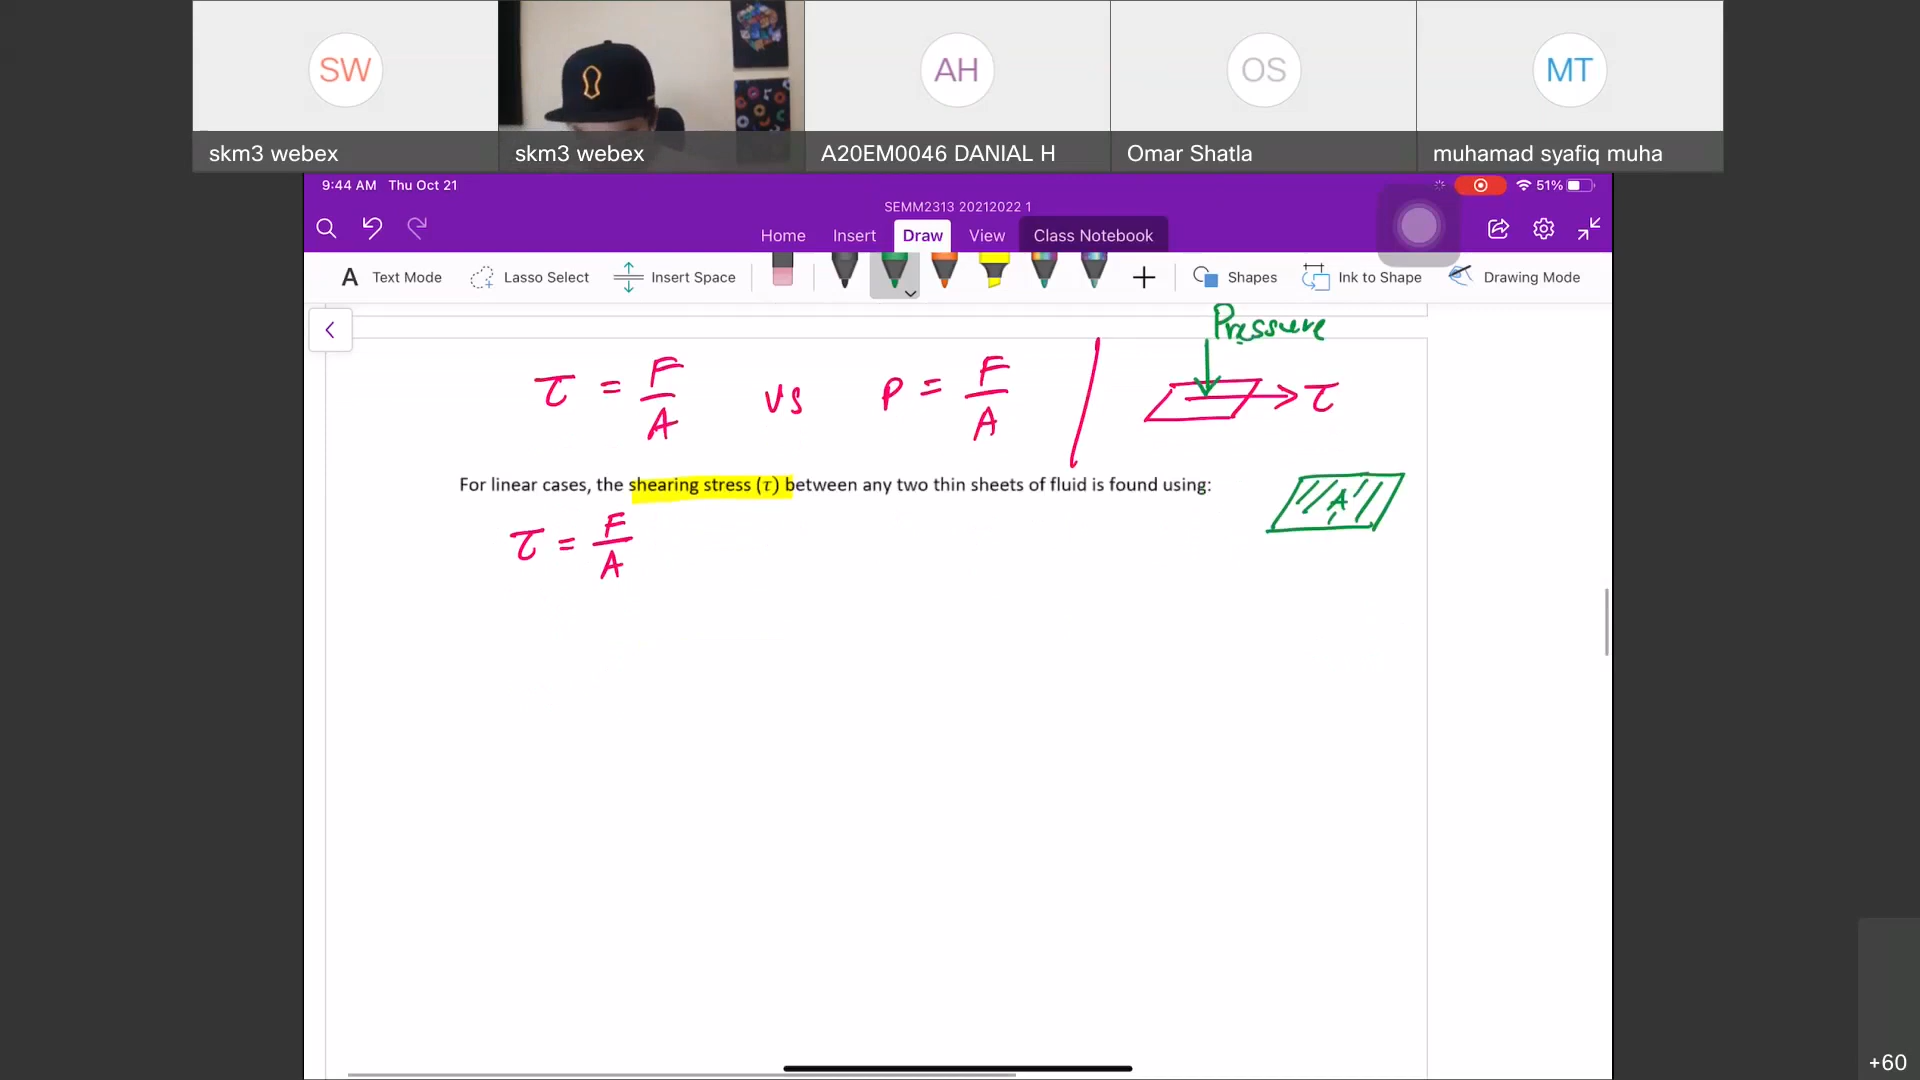 SW
AH
OS
MT
skm3 webex
skm3 webex
A20EM0046 DANIAL H
Omar Shatla
muhamad syafiq muha
9:44 AM Thu Oct 21
51%
SEMM2313 20212022 1
Home Insert Draw View Class Notebook
A Text Mode Lasso Select Insert Space Shapes Ink to Shape Drawing Mode
Pressure
τ = F/A vs P = F/A τ
For linear cases, the shearing stress (τ) between any two thin sheets of fluid is found using:
A
τ = F/A
+60